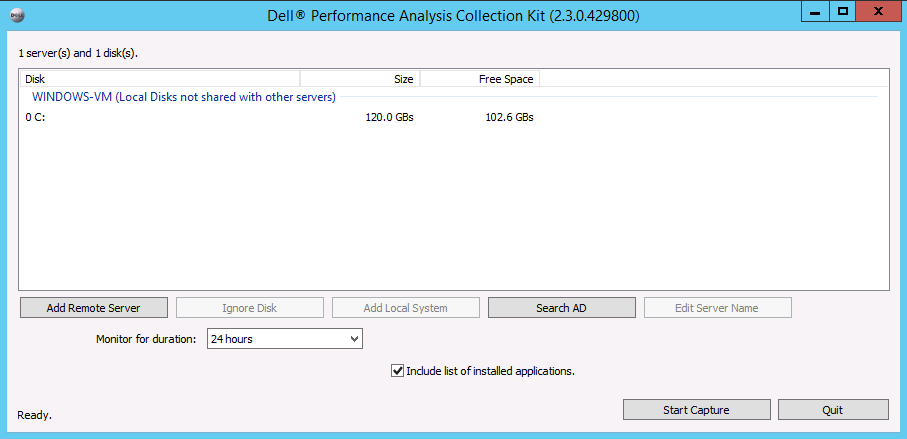 Dell® Performance Analysis Collection Kit (2.3.0.429800)
1 server(s) and 1 disk(s).
Disk Size Free Space
WINDOWS-VM (Local Disks not shared with other servers)
0 C: 120.0 GBs 102.6 GBs
Add Remote Server Ignore Disk Add Local System Search AD Edit Server Name
Monitor for duration: 24 hours
Include list of installed applications.
Ready. Start Capture Quit